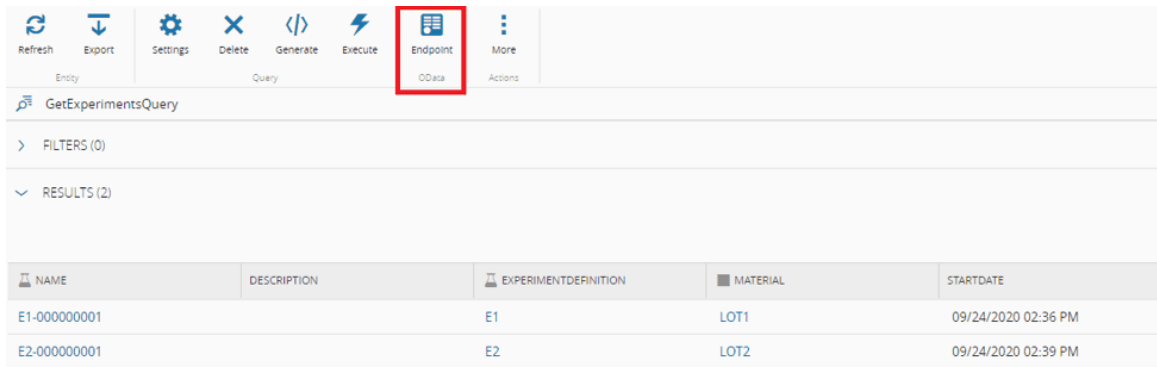 Refresh Export Settings Delete Generate Execute Endpoint More
Entity Query OData Actions
GetExperimentsQuery
FILTERS (0)
RESULTS (2)
NAME DESCRIPTION EXPERIMENTDEFINITION MATERIAL STARTDATE
E1-000000001 E1 LOT1 09/24/2020 02:36 PM
E2-000000001 E2 LOT2 09/24/2020 02:39 PM